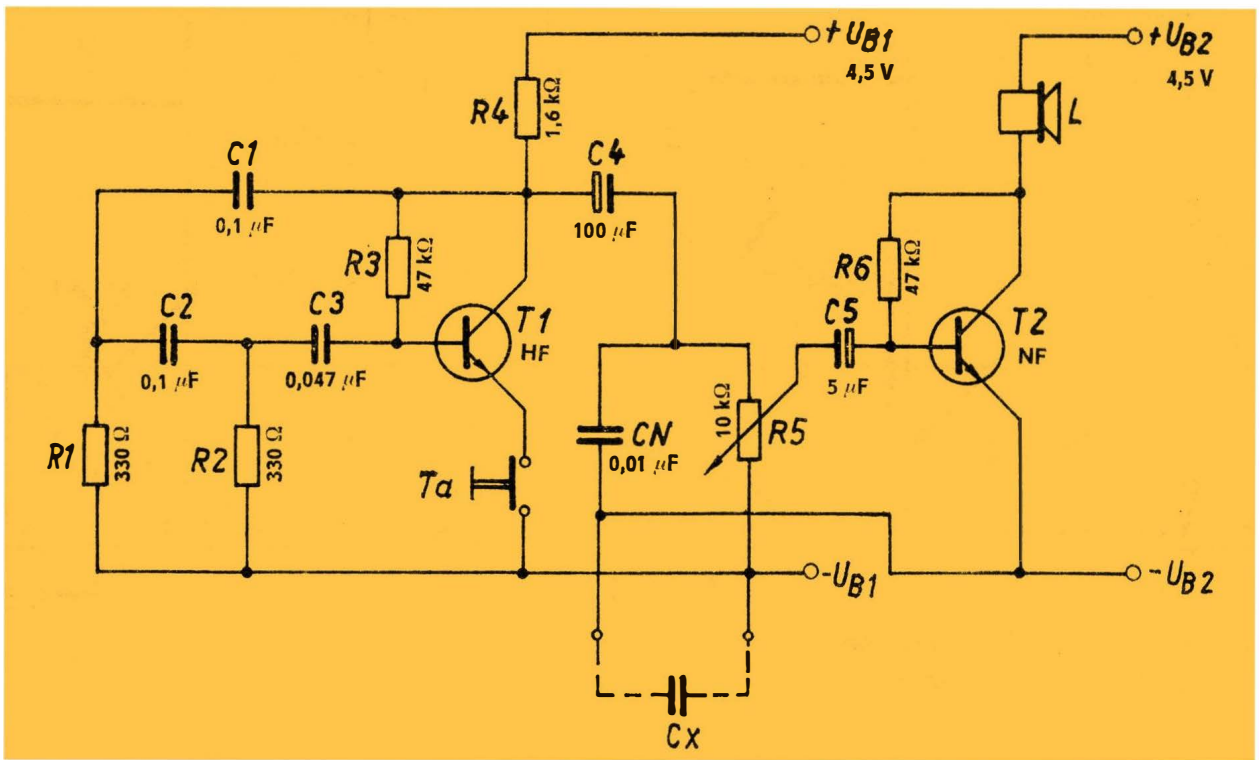 +UB1
4,5 V
+UB2
4,5 V
R4
1,6 kΩ
L
C1
0,1 µF
C4
100 µF
R3
47 kΩ
R6
47 kΩ
C2
0,1 µF
C3
0,047 µF
T1
HF
C5
5 µF
T2
NF
R1
330 Ω
R2
330 Ω
Ta
CN
0,01 µF
10 kΩ
R5
-UB1
-UB2
Cx